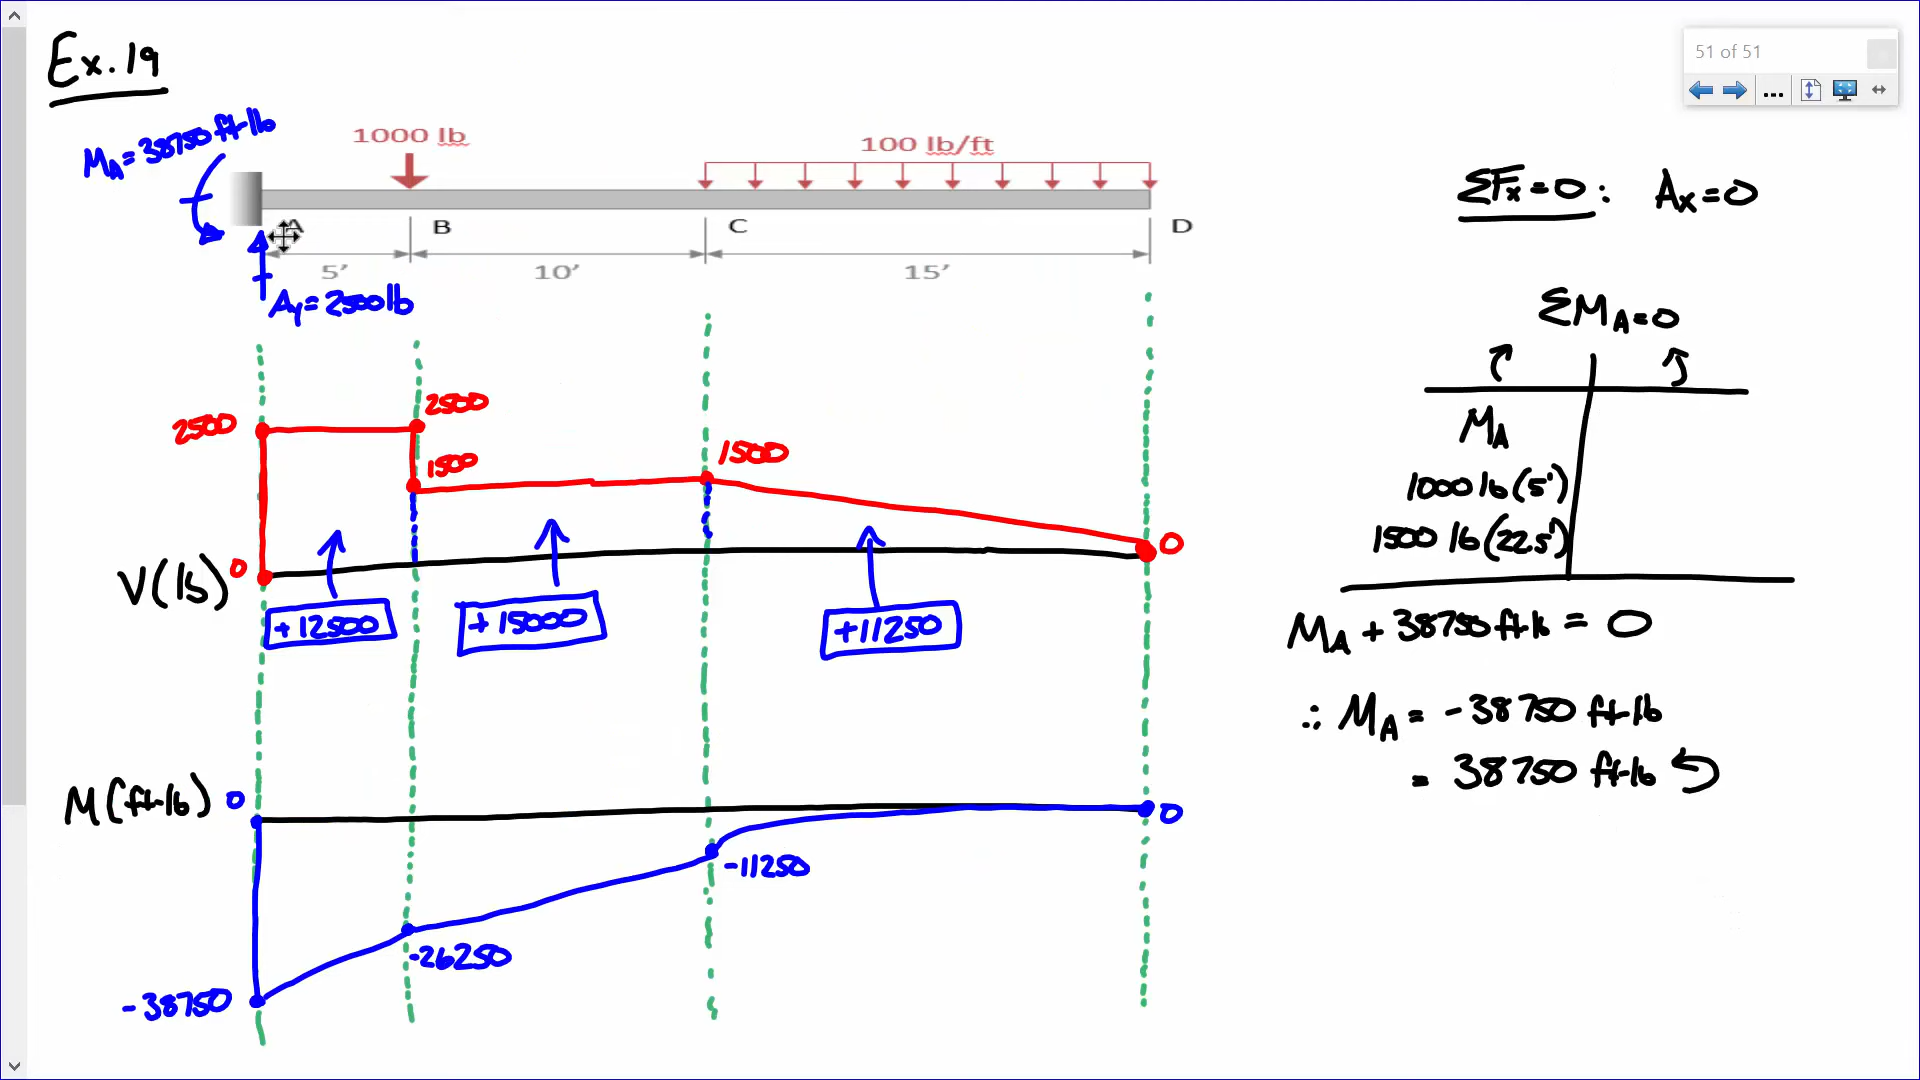 Ex.19
51 of 51
MA=38750 ft-lb
1000 lb
100 lb/ft
ΣFx=0: Ax=0
A B C D
5' 10' 15'
Ay=2500lb
ΣMA=0
MA
1000 lb(5')
1500 lb(22.5')
MA + 38750 ft-lb = 0
∴ MA = -38750 ft-lb
= 38750 ft-lb
2500
2500
1500
1500
0
V(lb) 0
+12500
+15000
+11250
M(ft-lb) 0
0
-11250
-26250
-38750